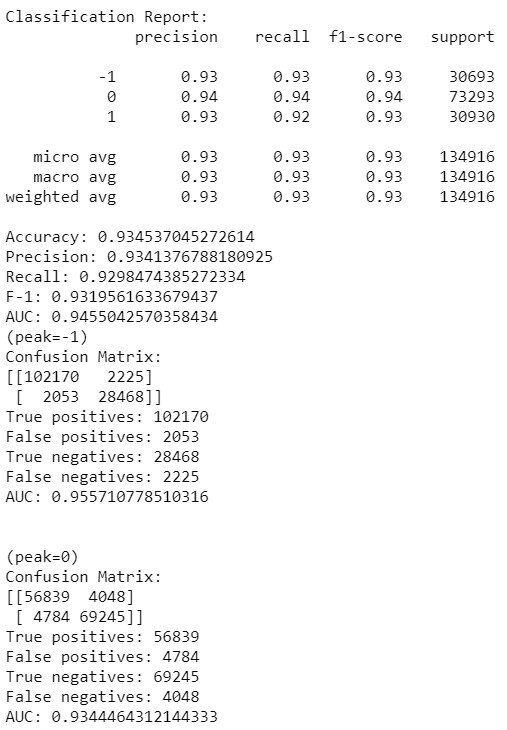 Classification Report:
precision recall f1-score support
-1 0.93 0.93 0.93 30693
0 0.94 0.94 0.94 73293
1 0.93 0.92 0.93 30930
micro avg 0.93 0.93 0.93 134916
macro avg 0.93 0.93 0.93 134916
weighted avg 0.93 0.93 0.93 134916
Accuracy: 0.934537045272614
Precision: 0.9341376788180925
Recall: 0.9298474385272334
F-1: 0.9319561633679437
AUC: 0.9455042570358434
(peak=-1)
Confusion Matrix:
[[102170 2225]
[ 2053 28468]]
True positives: 102170
False positives: 2053
True negatives: 28468
False negatives: 2225
AUC: 0.955710778510316
(peak=0)
Confusion Matrix:
[[56839 4048]
[ 4784 69245]]
True positives: 56839
False positives: 4784
True negatives: 69245
False negatives: 4048
AUC: 0.9344464312144333